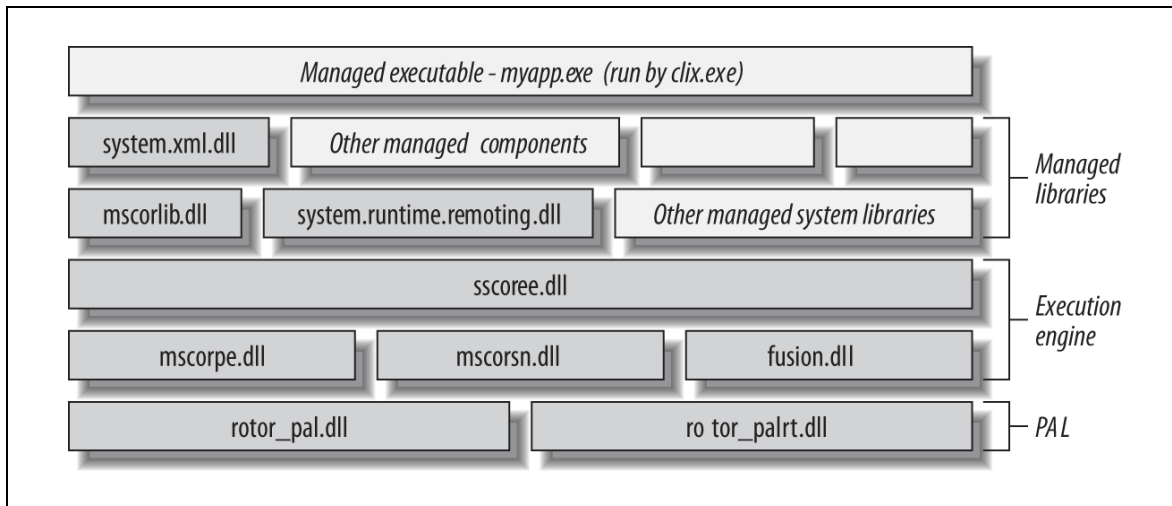 Managed executable - myapp.exe (run by clix.exe)
system.xml.dll
Other managed components
mscorlib.dll
system.runtime.remoting.dll
Other managed system libraries
Managed
libraries
sscoree.dll
mscorpe.dll
mscorsn.dll
fusion.dll
Execution
engine
rotor_pal.dll
ro tor_palrt.dll
PAL